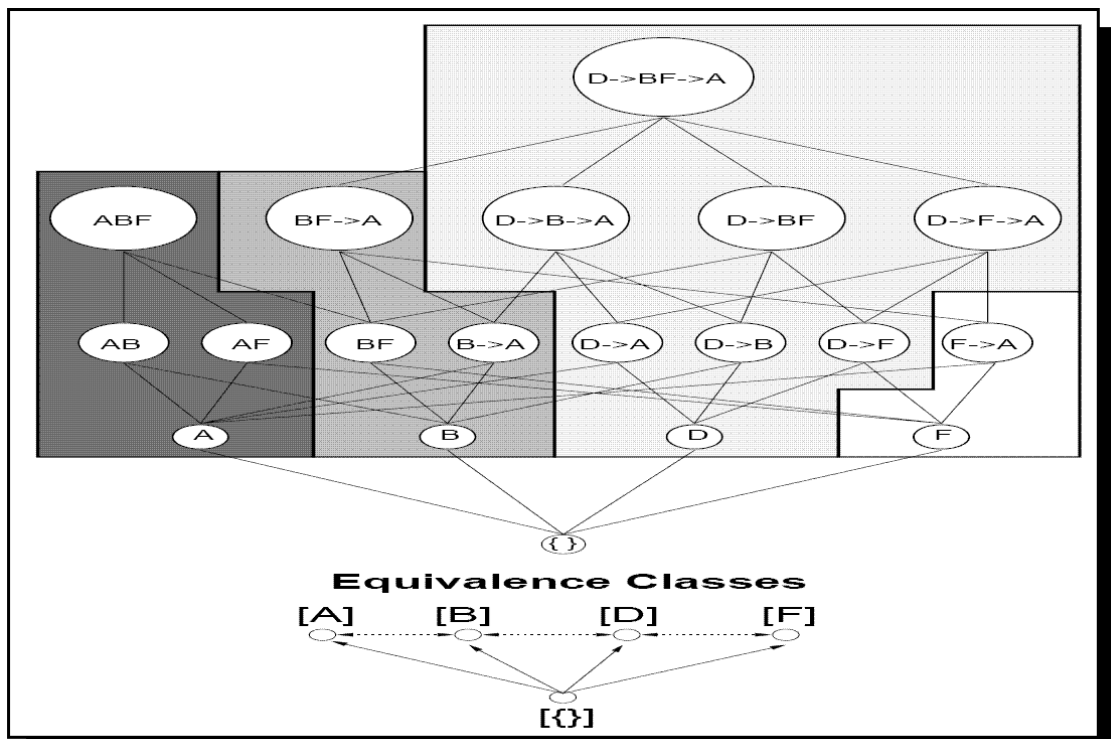 D->BF->A
ABF BF->A D->B->A D->BF D->F->A
AB AF BF B->A D->A D->B D->F F->A
A B D F
{ }
Equivalence Classes
[A] [B] [D] [F]
[{}]